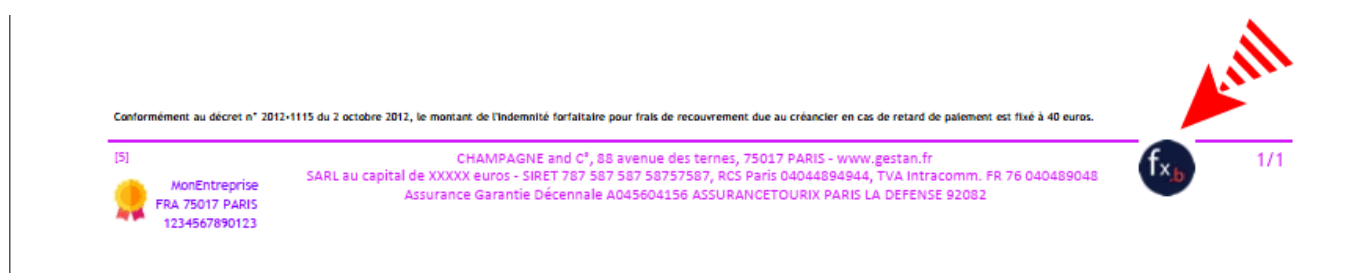 Conformément au décret n° 2012-1115 du 2 octobre 2012, le montant de l'indemnité forfaitaire pour frais de recouvrement due au créancier en cas de retard de paiement est fixé à 40 euros.
[5]
CHAMPAGNE and C°, 88 avenue des ternes, 75017 PARIS - www.gestan.fr
SARL au capital de XXXXX euros - SIRET 787 587 587 58757587, RCS Paris 04044894944, TVA Intracomm. FR 76 040489048
Assurance Garantie Décennale A045604156 ASSURANCETOURIX PARIS LA DEFENSE 92082
MonEntreprise
FRA 75017 PARIS
1234567890123
fx.b
1/1